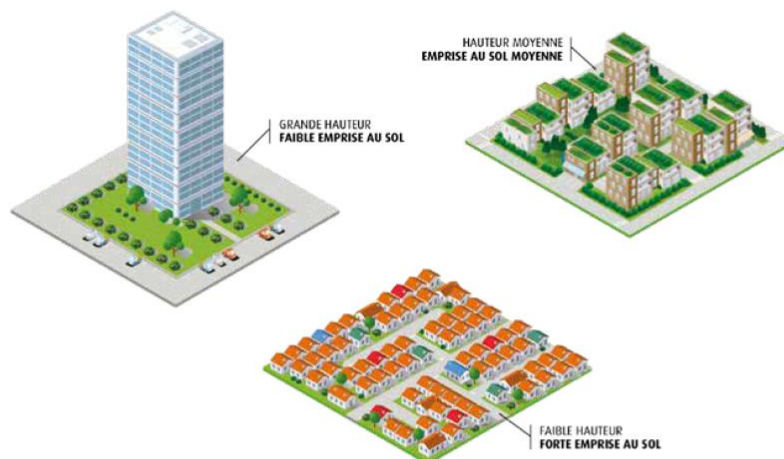 HAUTEUR MOYENNE
EMPRISE AU SOL MOYENNE
GRANDE HAUTEUR
FAIBLE EMPRISE AU SOL
FAIBLE HAUTEUR
FORTE EMPRISE AU SOL